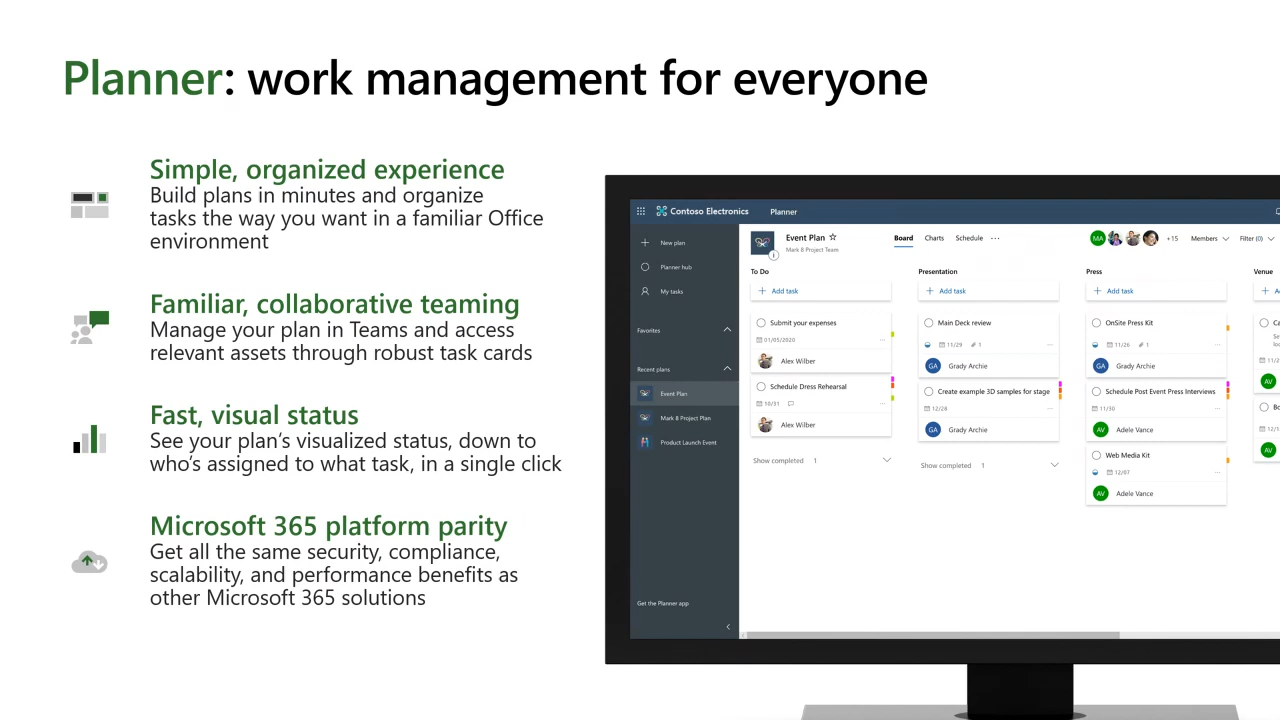 Planner: work management for everyone
Simple, organized experience
Build plans in minutes and organize
tasks the way you want in a familiar Office
environment
Familiar, collaborative teaming
Manage your plan in Teams and access
relevant assets through robust task cards
Fast, visual status
See your plan's visualized status, down to
who's assigned to what task, in a single click
Microsoft 365 platform parity
Get all the same security, compliance,
scalability, and performance benefits as
other Microsoft 365 solutions
Contoso Electronics Planner
New plan
Planner hub
My tasks
Favorites
Recent plans
Event Plan
Mark 8 Project Plan
Product Launch Event
Get the Planner app
Event Plan
Mark 8 Project Team
Board Charts Schedule
MA +15 Members Filter (0)
To Do
Add task
Submit your expenses
01/05/2020
Alex Wilber
Schedule Dress Rehearsal
10/31
Alex Wilber
Show completed 1
Presentation
Add task
Main Deck review
11/29 1
GA Grady Archie
Create example 3D samples for stage
12/28
GA Grady Archie
Show completed 1
Press
Add task
OnSite Press Kit
11/26 1
GA Grady Archie
Schedule Post Event Press Interviews
11/30
AV Adele Vance
Web Media Kit
12/07
AV Adele Vance
Venue
AV
AV
AV